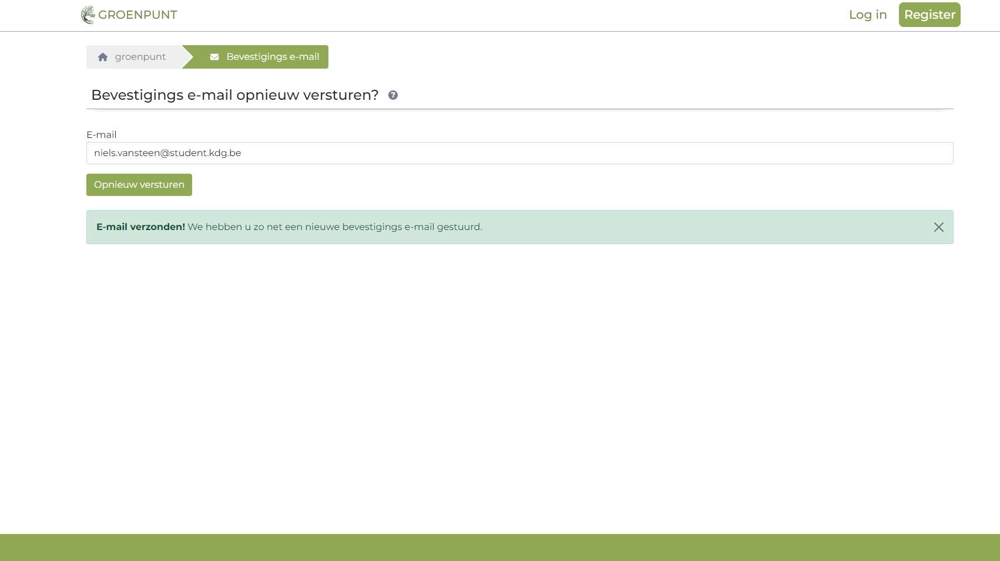 GROENPUNT
Log in
Register
groenpunt
Bevestigings e-mail
Bevestigings e-mail opnieuw versturen?
E-mail
niels.vansteen@student.kdg.be
Opnieuw versturen
E-mail verzonden! We hebben u zo net een nieuwe bevestigings e-mail gestuurd.